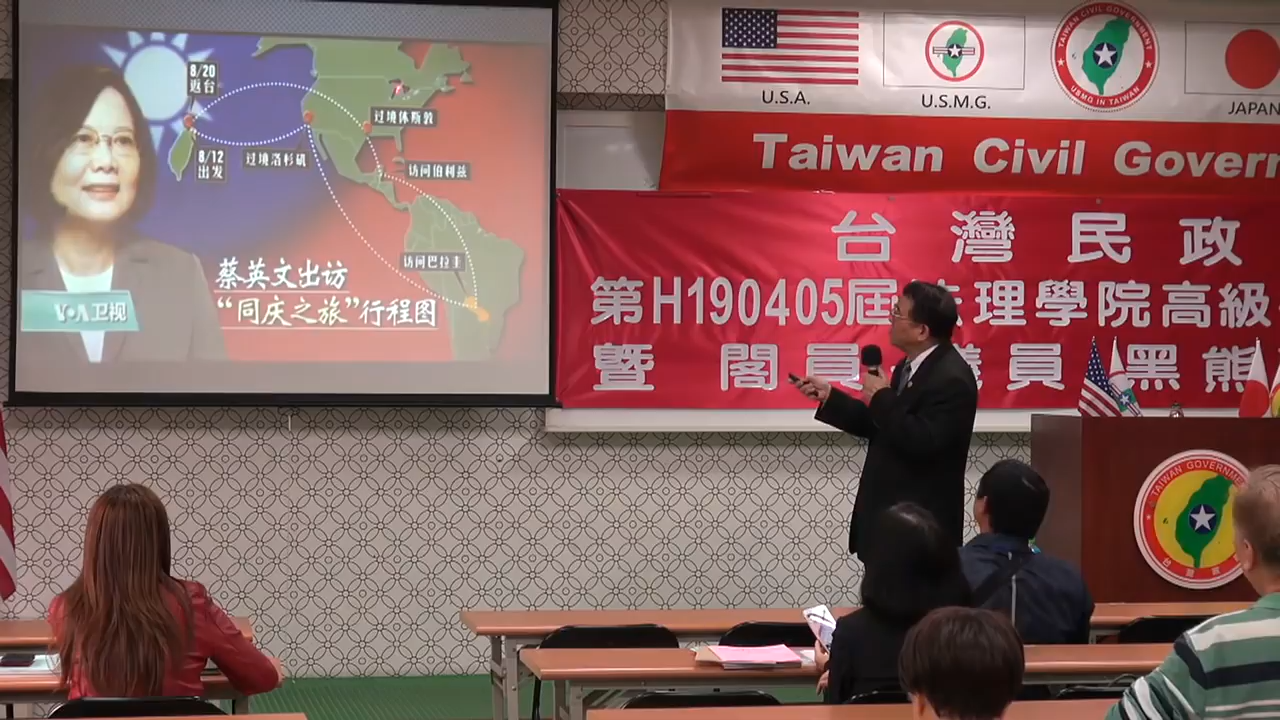 8/20
返台
过境休斯敦
8/12
出发
过境洛杉矶
访问伯利兹
访问巴拉圭
蔡英文出访
“同庆之旅”行程图
VOA卫视
U.S.A.
U.S.M.G.
TAIWAN CIVIL GOVERNMENT
USMG IN TAIWAN
JAPAN
Taiwan Civil Govern
台灣民政
第H190405屆法理學院高級
暨 閣員 議員 黑熊
TAIWAN GOVERNME